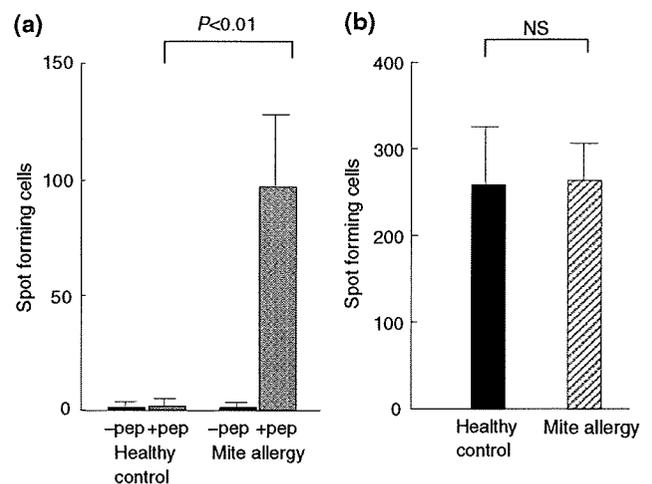 (a)
P<0.01
150
100
50
0
Spot forming cells
–pep +pep –pep +pep
Healthy control Mite allergy
(b)
NS
400
300
200
100
0
Spot forming cells
Healthy control Mite allergy